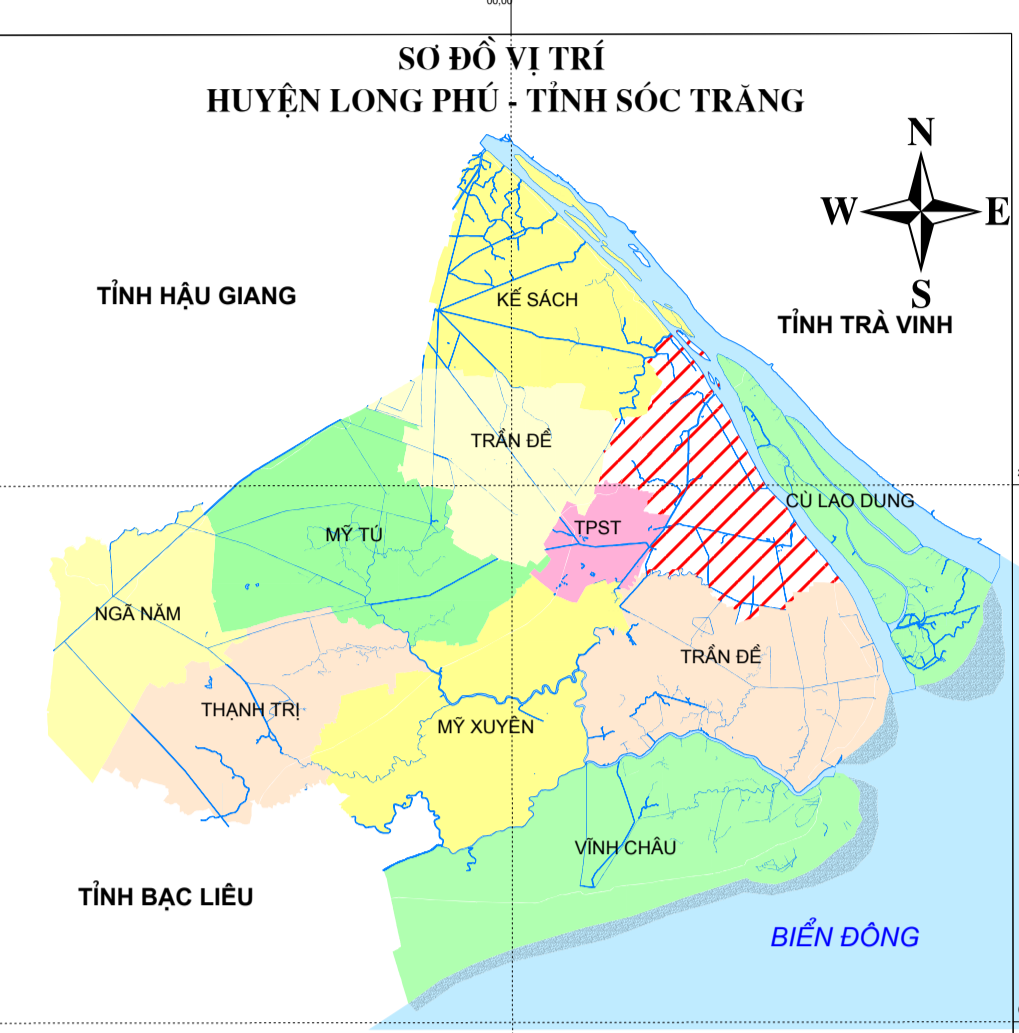 00,00
SƠ ĐỒ VỊ TRÍ
HUYỆN LONG PHÚ - TỈNH SÓC TRĂNG
N
W E
S
TỈNH HẬU GIANG
KẾ SÁCH
TỈNH TRÀ VINH
TRẦN ĐỀ
CÙ LAO DUNG
TPST
MỸ TÚ
NGÃ NĂM
TRẦN ĐỀ
THẠNH TRỊ
MỸ XUYÊN
VĨNH CHÂU
TỈNH BẠC LIÊU
BIỂN ĐÔNG